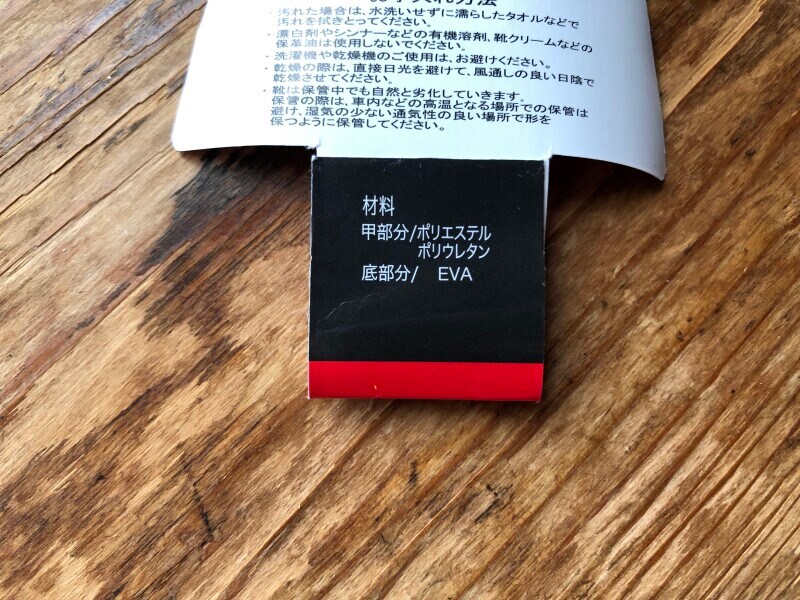 お手入れ方法
・汚れた場合は、水洗いせずに濡らしたタオルなどで
汚れを拭きとってください。
・漂白剤やシンナーなどの有機溶剤、靴クリームなどの
保革油は使用しないでください。
・洗濯機や乾燥機のご使用は、お避けください。
・乾燥の際は、直接日光を避けて、風通しの良い日陰で
乾燥させてください。
・靴は保管中でも自然と劣化していきます。
保管の際は、車内などの高温となる場所での保管は
避け、湿気の少ない通気性の良い場所で形を
保つように保管してください。
材料
甲部分/ポリエステル
ポリウレタン
底部分/ EVA